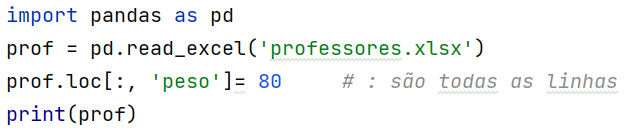 import pandas as pd
prof = pd.read_excel('professores.xlsx')
prof.loc[:, 'peso']= 80     # : são todas as linhas
print(prof)